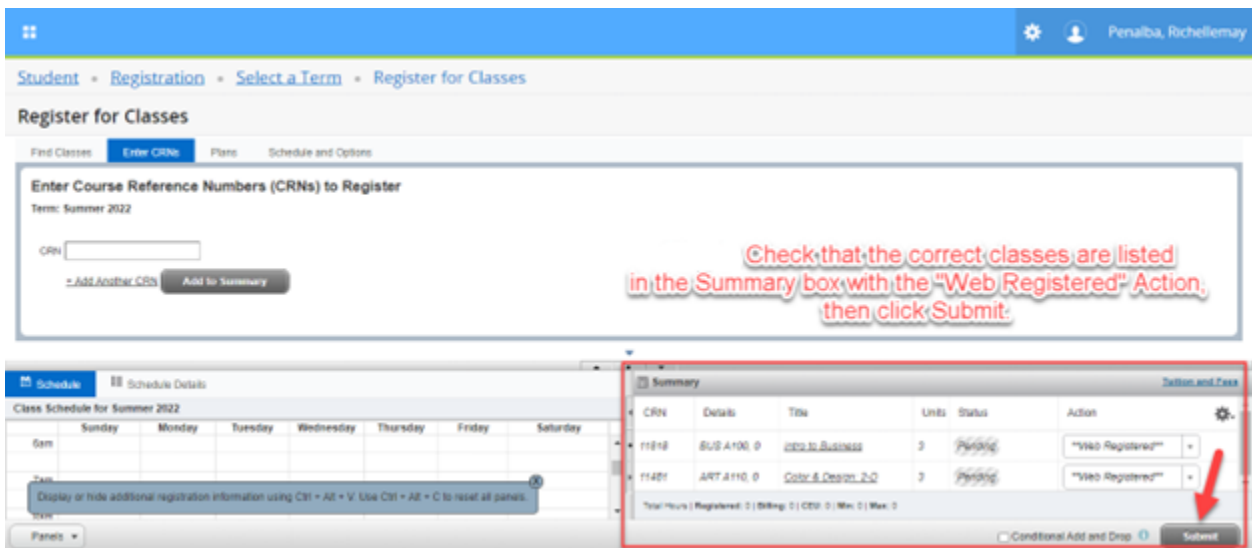 Penalba, Richellemay
Student • Registration • Select a Term • Register for Classes
Register for Classes
Find Classes Enter CRNs Plans Schedule and Options
Enter Course Reference Numbers (CRNs) to Register
Term: Summer 2022
CRN
+ Add Another CRN Add to Summary
Check that the correct classes are listed
in the Summary box with the "Web Registered" Action,
then click Submit.
Schedule Schedule Details
Class Schedule for Summer 2022
Sunday Monday Tuesday Wednesday Thursday Friday Saturday
6am
7am
Display or hide additional registration information using Ctrl + Alt + V. Use Ctrl + Alt + C to reset all panels.
Panels
Summary Tuition and Fees
CRN Details Title Units Status Action
BUS A100, 0 Intro to Business 3 Pending **Web Registered**
ART A110, 0 Color & Design: 2-D 3 Pending **Web Registered**
Total Hours | Registered: 0 | Billing: 0 | CEU: 0 | Min: 0 | Max: 0
Conditional Add and Drop Submit